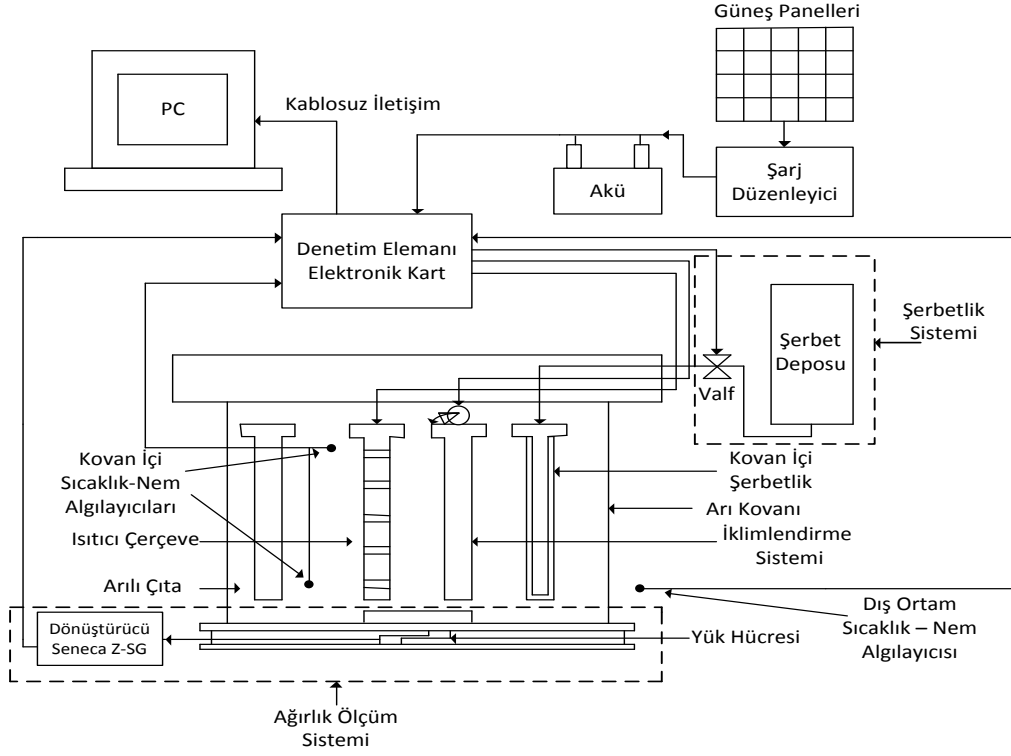 Güneş Panelleri
PC
Kablosuz İletişim
Akü
Şarj
Düzenleyici
Denetim Elemanı
Elektronik Kart
Şerbetlik
Sistemi
Şerbet
Deposu
Valf
Kovan İçi
Sıcaklık-Nem
Algılayıcıları
Kovan İçi
Şerbetlik
Arı Kovanı
Isıtıcı Çerçeve
İklimlendirme
Sistemi
Arılı Çıta
Dönüştürücü
Seneca Z-SG
Yük Hücresi
Dış Ortam
Sıcaklık – Nem
Algılayıcısı
Ağırlık Ölçüm
Sistemi